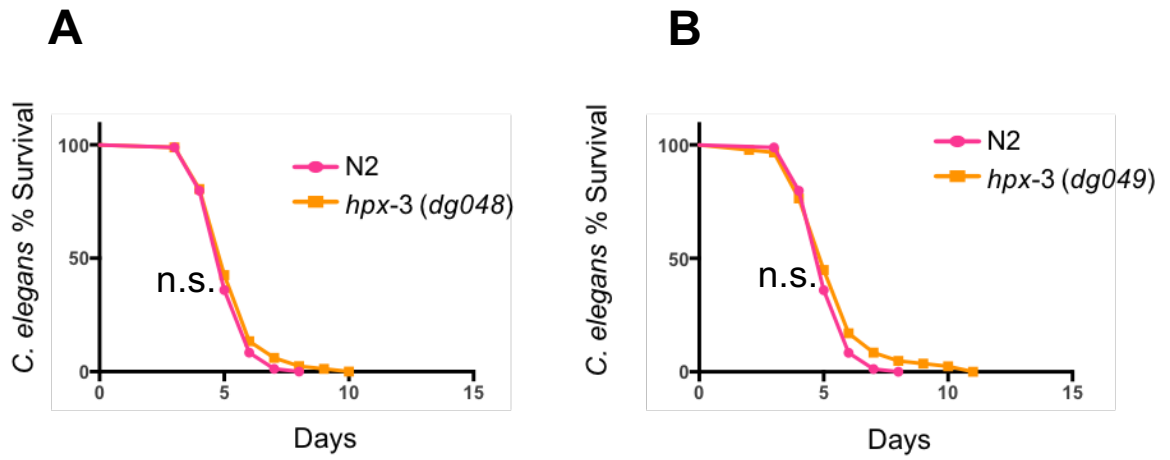 A
C. elegans % Survival
100
50
0
0 5 10 15
N2
hpx-3 (dg048)
n.s.
Days
B
C. elegans % Survival
100
50
0
0 5 10 15
N2
hpx-3 (dg049)
n.s.
Days